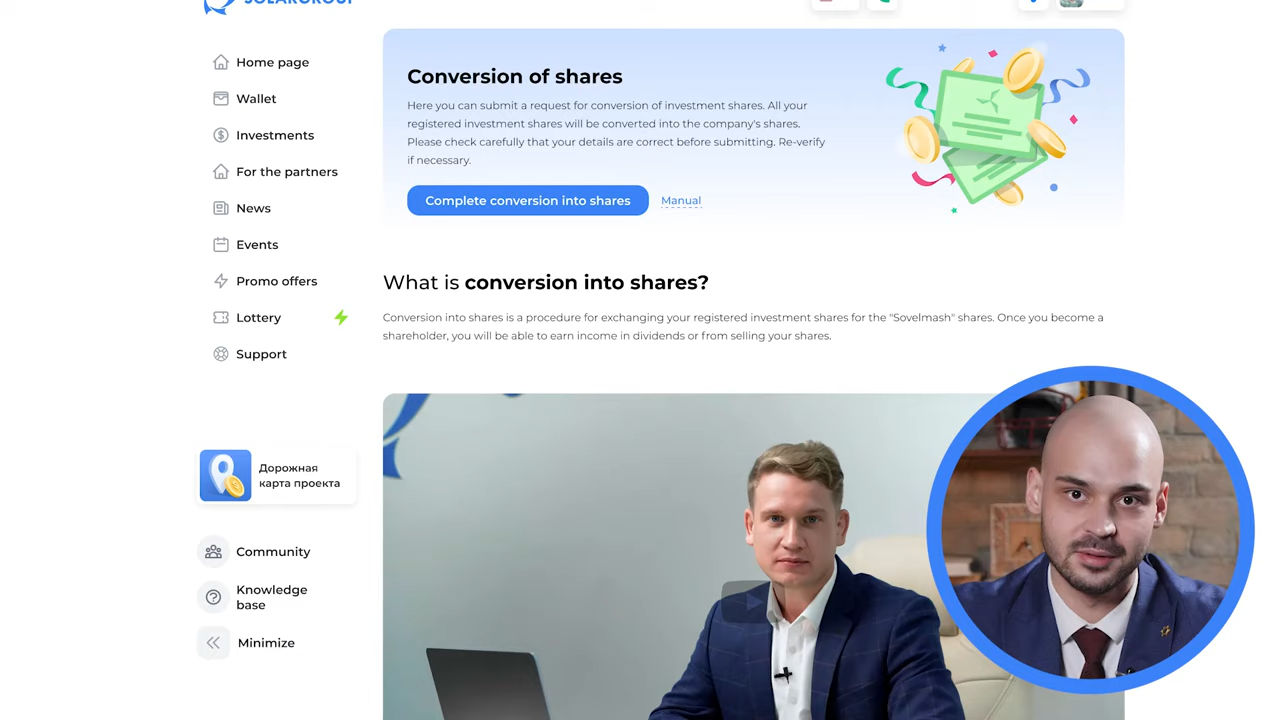 SOLARGROUP
Home page
Wallet
Investments
For the partners
News
Events
Promo offers
Lottery
Support
Дорожная
карта проекта
Community
Knowledge
base
Minimize
Conversion of shares
Here you can submit a request for conversion of investment shares. All your
registered investment shares will be converted into the company's shares.
Please check carefully that your details are correct before submitting. Re-verify
if necessary.
Complete conversion into shares Manual
What is conversion into shares?
Conversion into shares is a procedure for exchanging your registered investment shares for the "Sovelmash" shares. Once you become a
shareholder, you will be able to earn income in dividends or from selling your shares.